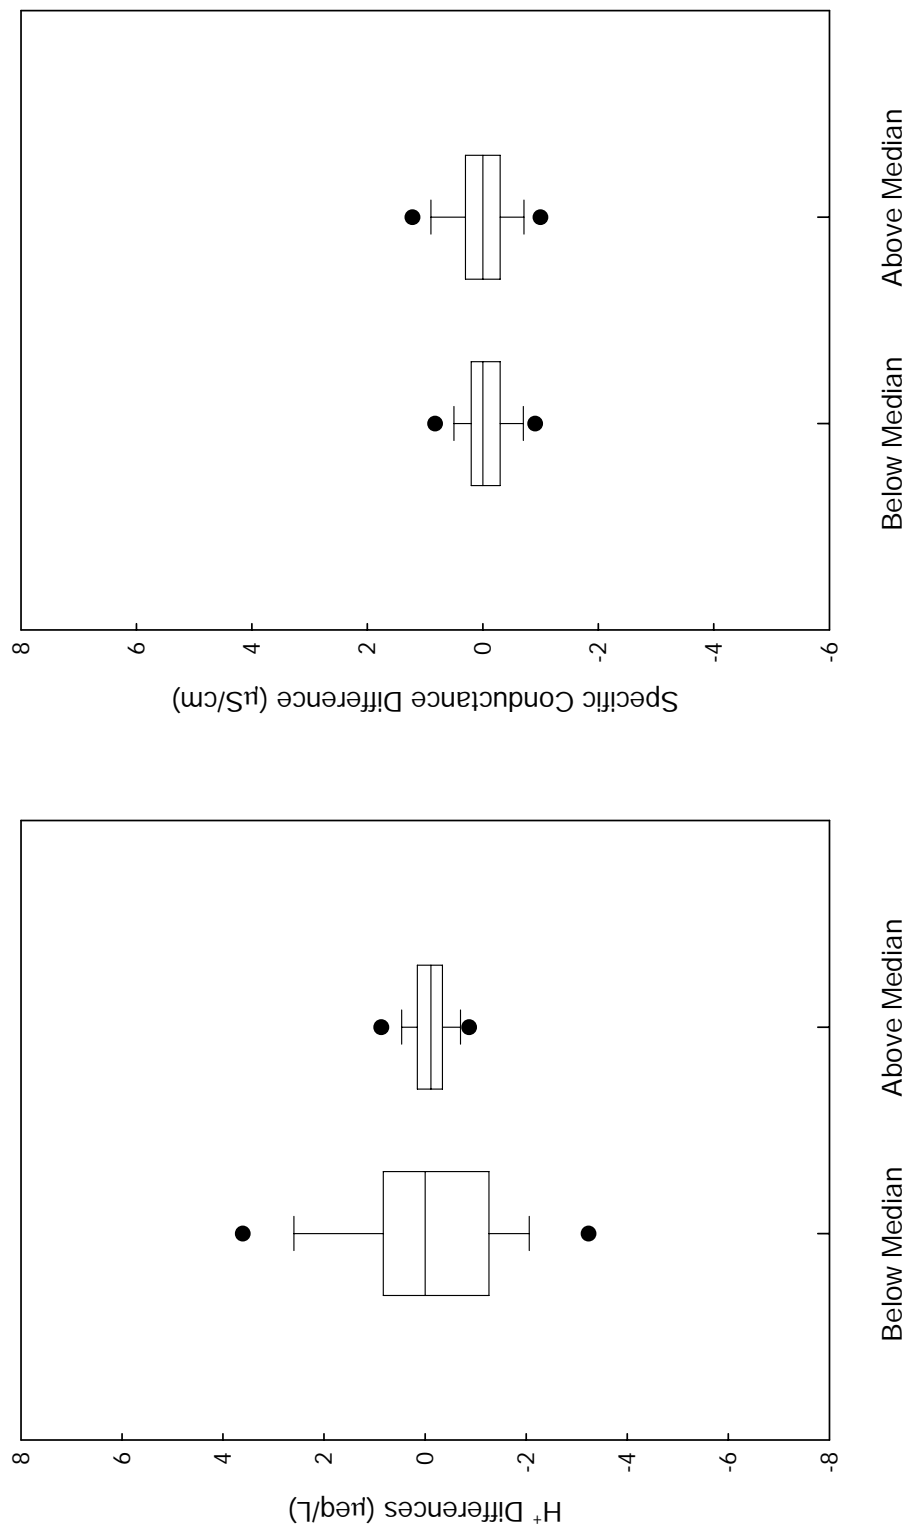 H⁺ Differences (µeq/L)
8
6
4
2
0
-2
-4
-6
-8
Below Median
Above Median
Specific Conductance Difference (µS/cm)
8
6
4
2
0
-2
-4
-6
Below Median
Above Median